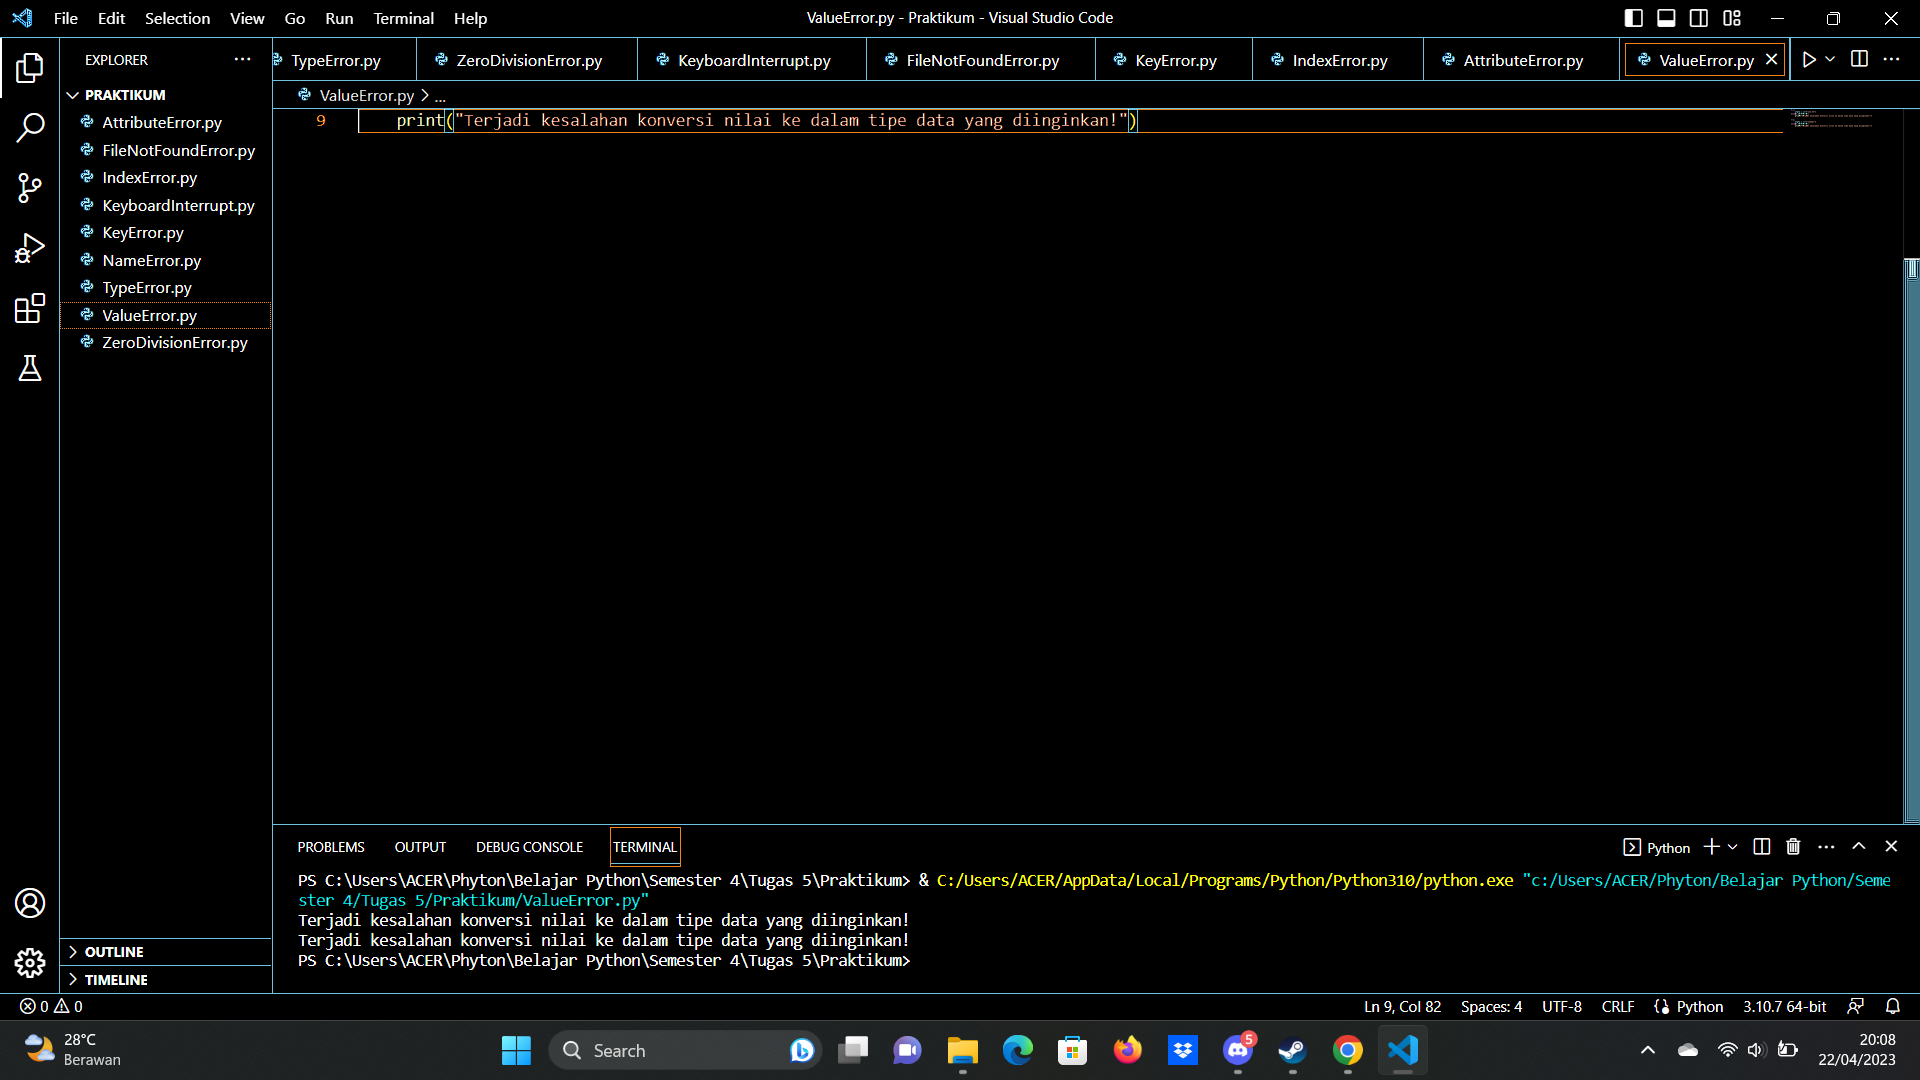 File Edit Selection View Go Run Terminal Help
ValueError.py - Praktikum - Visual Studio Code
EXPLORER
TypeError.py ZeroDivisionError.py KeyboardInterrupt.py FileNotFoundError.py KeyError.py IndexError.py AttributeError.py ValueError.py
PRAKTIKUM
AttributeError.py
FileNotFoundError.py
IndexError.py
KeyboardInterrupt.py
KeyError.py
NameError.py
TypeError.py
ValueError.py
ZeroDivisionError.py
ValueError.py > ...
9 print("Terjadi kesalahan konversi nilai ke dalam tipe data yang diinginkan!")
PROBLEMS OUTPUT DEBUG CONSOLE TERMINAL
Python
PS C:\Users\ACER\Phyton\Belajar Python\Semester 4\Tugas 5\Praktikum> & C:/Users/ACER/AppData/Local/Programs/Python/Python310/python.exe "c:/Users/ACER/Phyton/Belajar Python/Seme
ster 4/Tugas 5/Praktikum/ValueError.py"
Terjadi kesalahan konversi nilai ke dalam tipe data yang diinginkan!
Terjadi kesalahan konversi nilai ke dalam tipe data yang diinginkan!
PS C:\Users\ACER\Phyton\Belajar Python\Semester 4\Tugas 5\Praktikum>
OUTLINE
TIMELINE
0 0
Ln 9, Col 82 Spaces: 4 UTF-8 CRLF Python 3.10.7 64-bit
28°C
Berawan
Search
5
20:08
22/04/2023